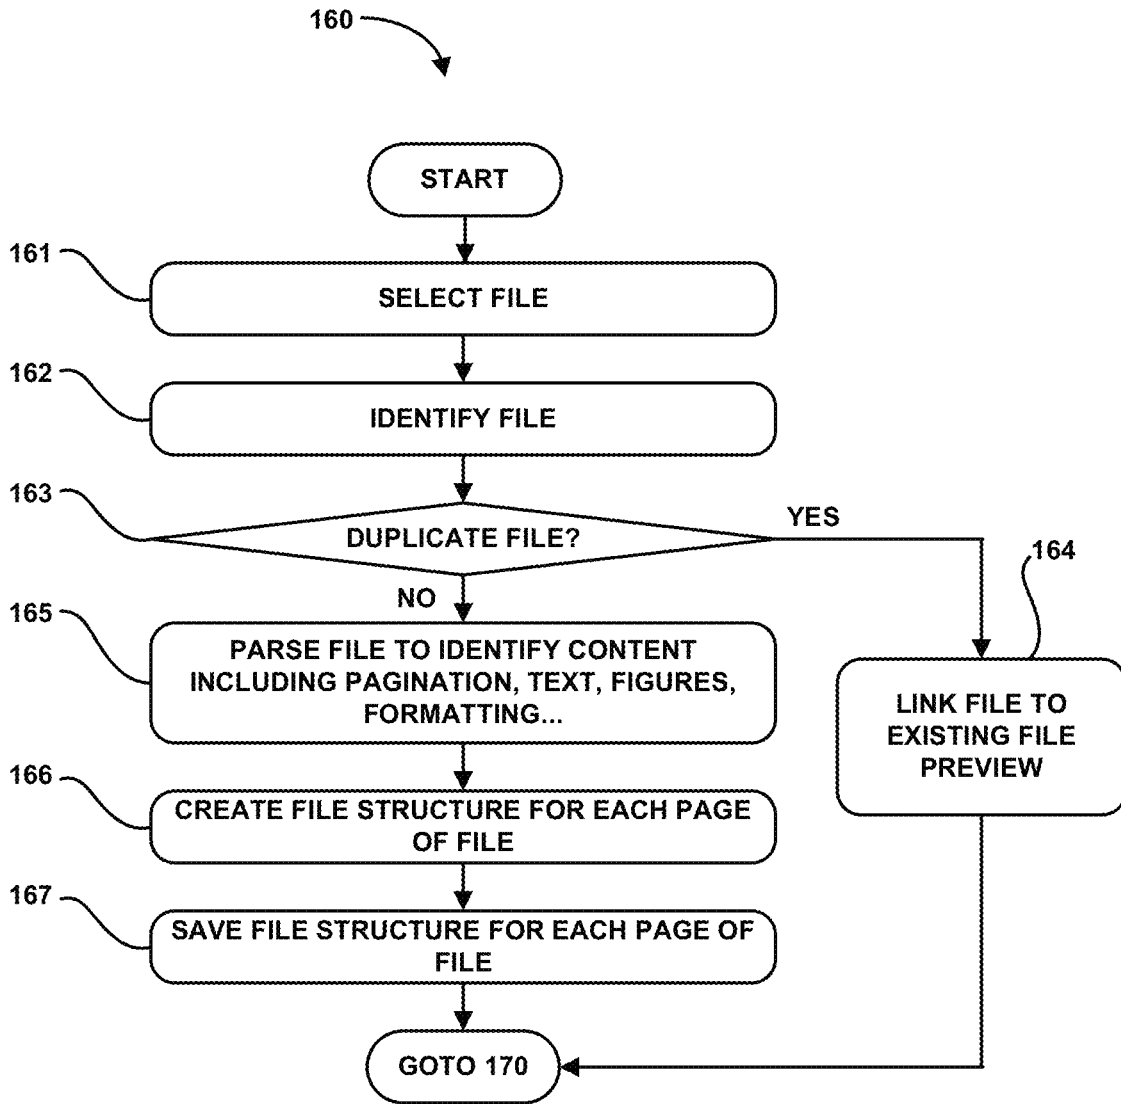 160
START
161
SELECT FILE
162
IDENTIFY FILE
163
DUPLICATE FILE?
YES
164
NO
165
PARSE FILE TO IDENTIFY CONTENT
INCLUDING PAGINATION, TEXT, FIGURES,
FORMATTING...
LINK FILE TO
EXISTING FILE
PREVIEW
166
CREATE FILE STRUCTURE FOR EACH PAGE
OF FILE
167
SAVE FILE STRUCTURE FOR EACH PAGE OF
FILE
GOTO 170